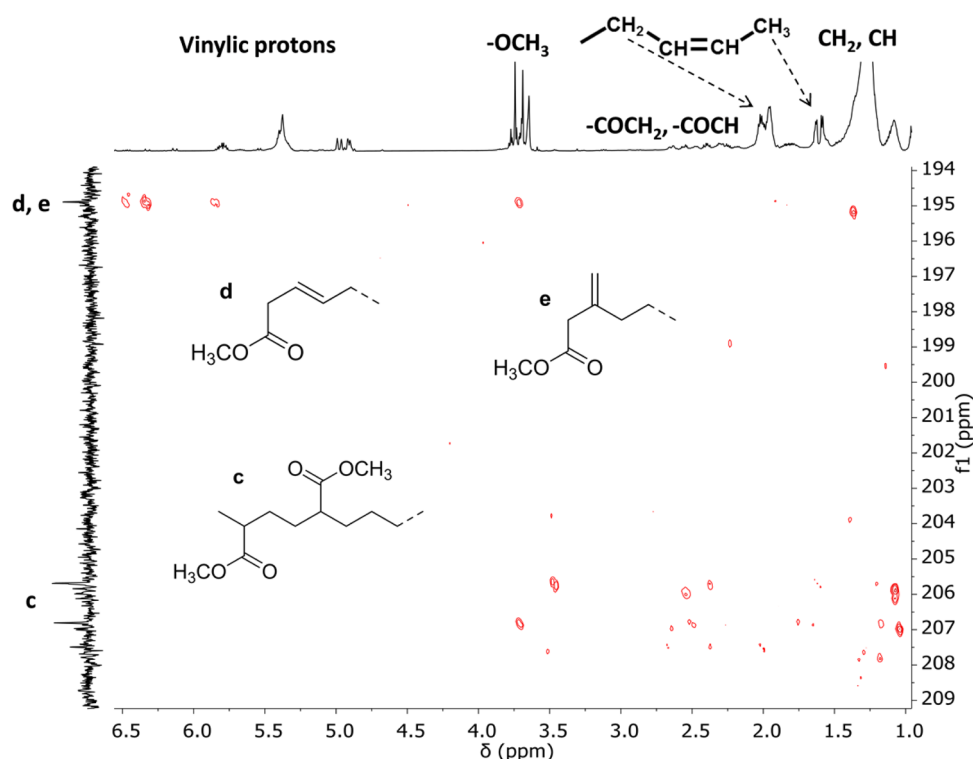 Vinylic protons
-OCH3
CH2
CH=CH
CH3
CH2, CH
-COCH2, -COCH
d, e
c
d
H3CO
O
e
H3CO
O
c
O
OCH3
H3CO
O
194
195
196
197
198
199
200
201
202
203
204
205
206
207
208
209
f1 (ppm)
6.5 6.0 5.5 5.0 4.5 4.0 3.5 3.0 2.5 2.0 1.5 1.0
δ (ppm)